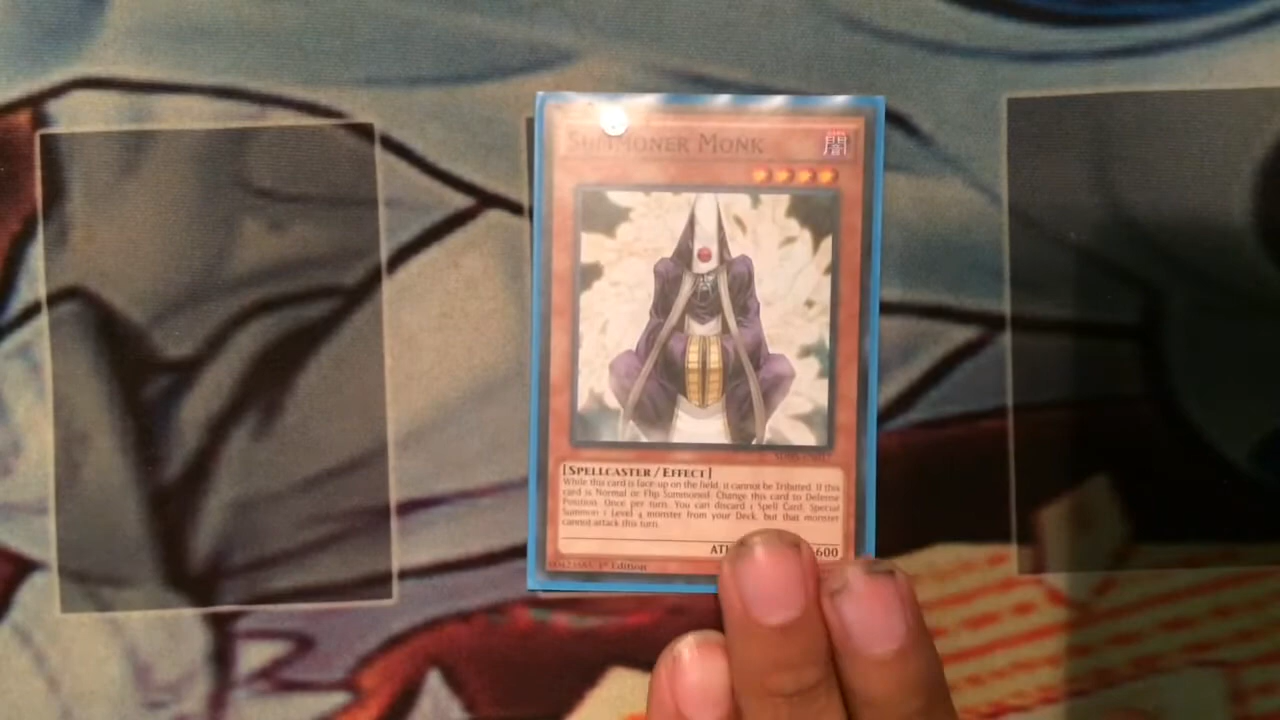 SUMMONER MONK
闇
[SPELLCASTER / EFFECT]
While this card is face-up on the field, it cannot be Tributed. If this
card is Normal or Flip Summoned: Change this card to Defense
Position. Once per turn: You can discard 1 Spell Card; Special
Summon 1 Level 4 monster from your Deck, but that monster
cannot attack this turn.
600
1st Edition